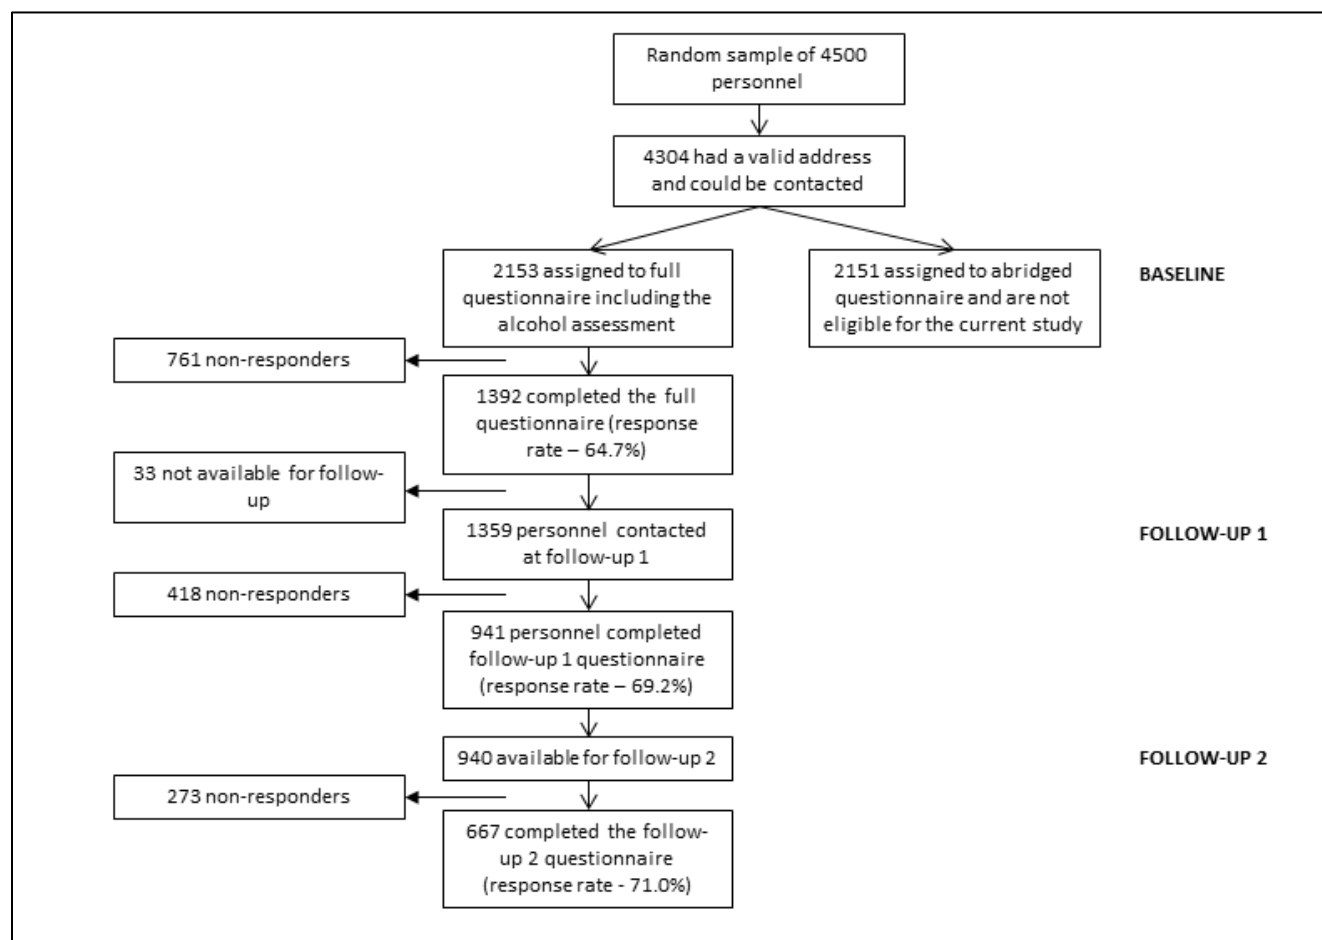 Random sample of 4500
personnel
4304 had a valid address
and could be contacted
2153 assigned to full
questionnaire including the
alcohol assessment
2151 assigned to abridged
questionnaire and are not
eligible for the current study
BASELINE
761 non-responders
1392 completed the full
questionnaire (response
rate – 64.7%)
33 not available for follow-
up
1359 personnel contacted
at follow-up 1
FOLLOW-UP 1
418 non-responders
941 personnel completed
follow-up 1 questionnaire
(response rate – 69.2%)
940 available for follow-up 2
FOLLOW-UP 2
273 non-responders
667 completed the follow-
up 2 questionnaire
(response rate - 71.0%)